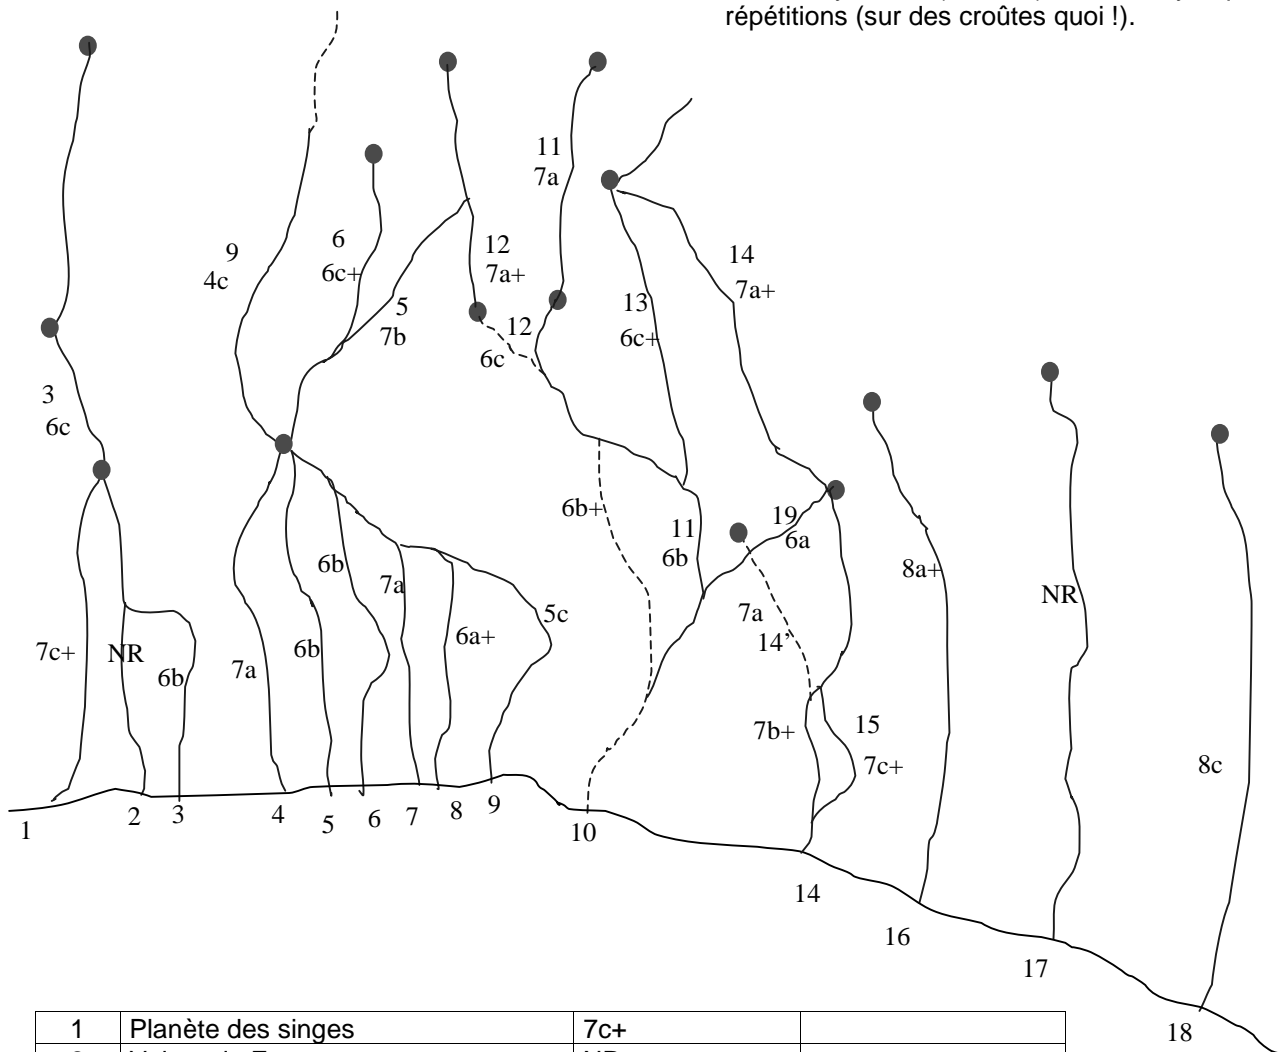 répétitions (sur des croûtes quoi !).
11
7a
9
4c
6
6c+
12
7a+
14
7a+
5
7b
13
6c+
12
6c
3
6c
6b+
11
6b
19
6a
6b
7a
8a+
NR
7c+
NR
6b
7a
6b
6a+
5c
7a
14’
7b+
15
7c+
8c
1
2
3
4
5
6
7
8
9
10
14
16
17
18
1 Planète des singes 7c+